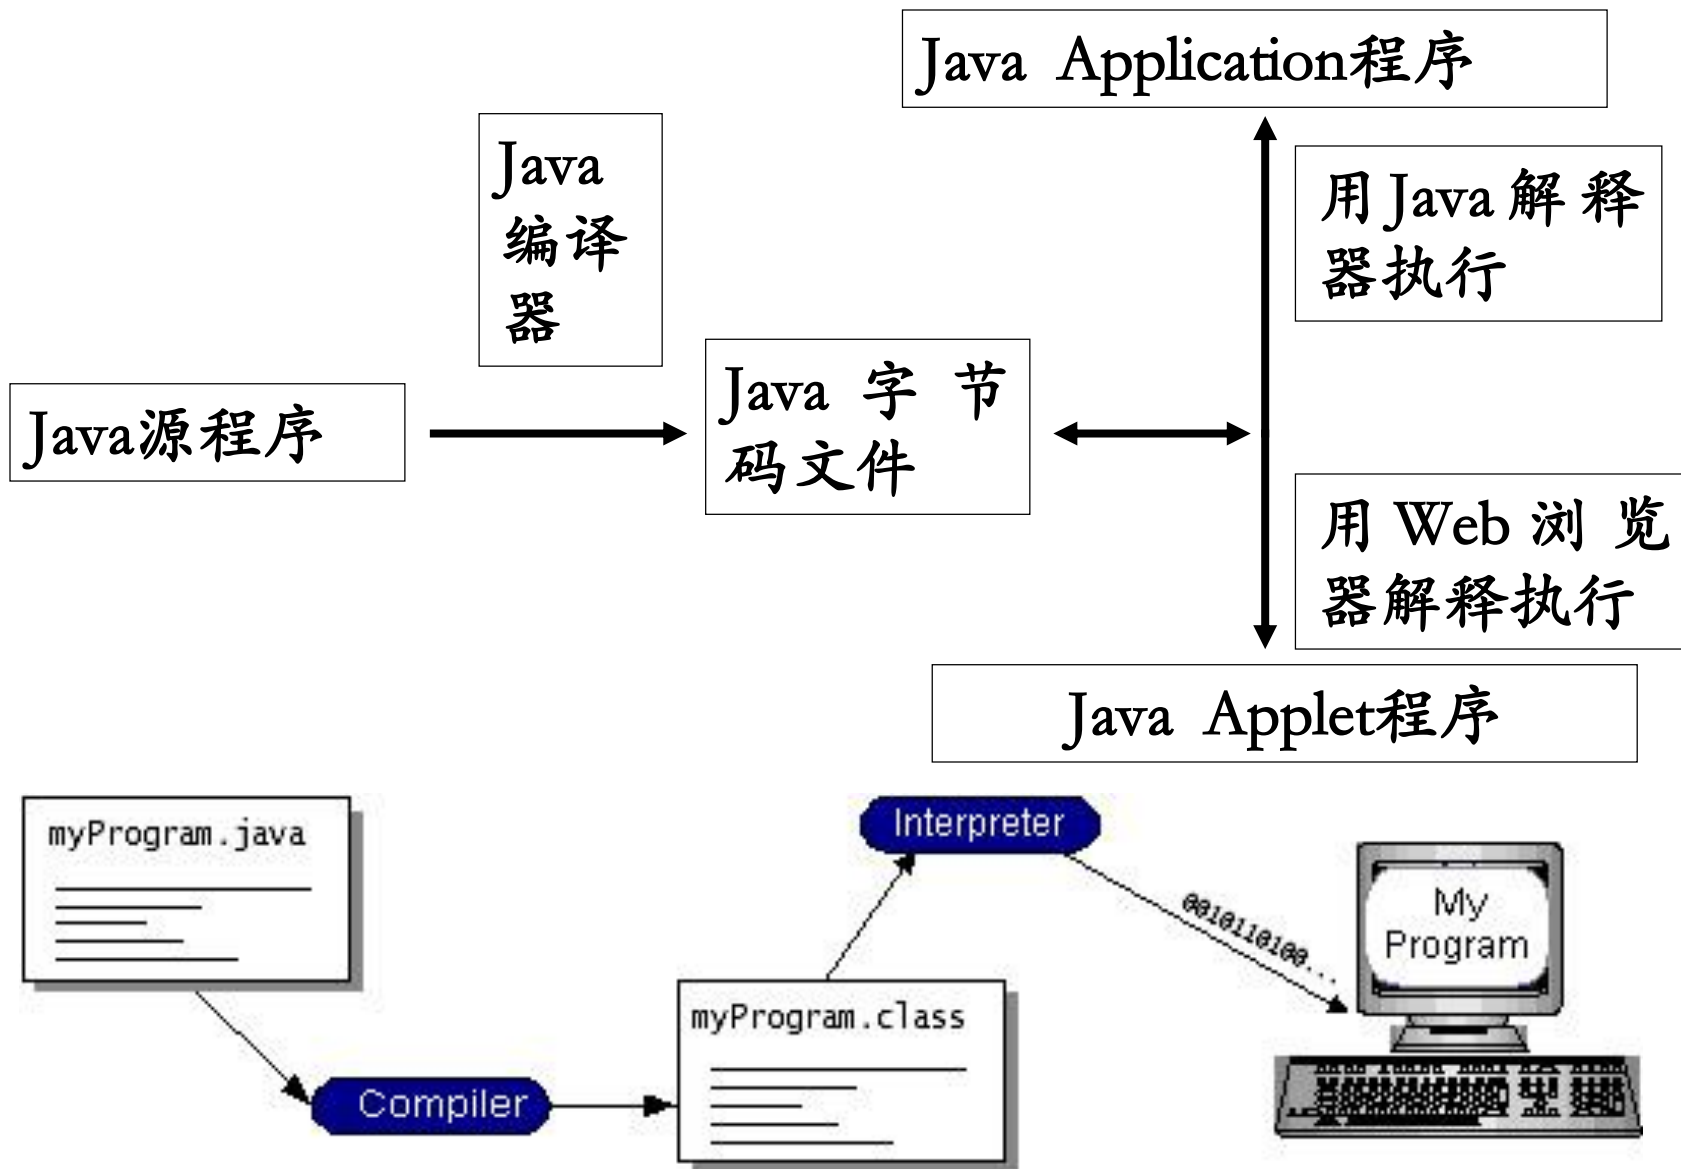 Java Application程序
Java
编译
器
用Java解 释
器执行
Java源程序
Java 字 节
码文件
用 Web 浏 览
器解释执行
Java Applet程序
myProgram.java
Interpreter
0010110100...
My
Program
myProgram.class
Compiler